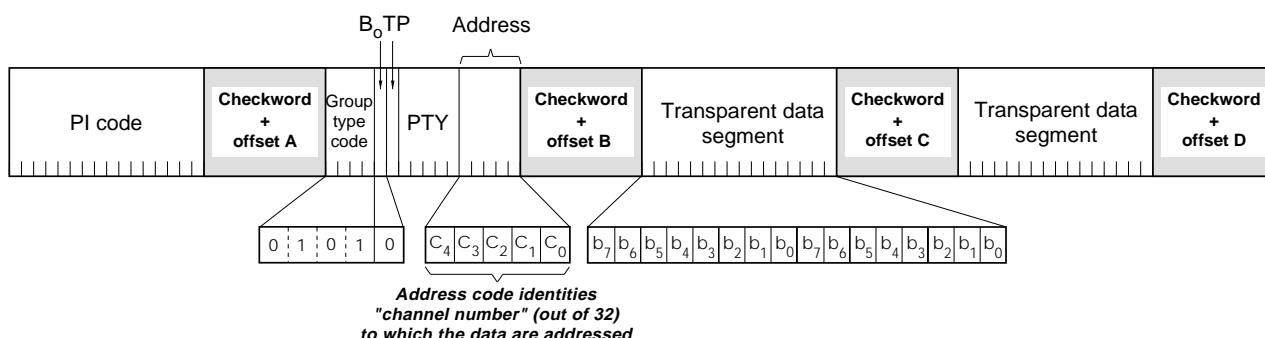 BoTP Address
PI code
Checkword
+
offset A
Group
type
code
PTY
Checkword
+
offset B
Transparent data
segment
Checkword
+
offset C
Transparent data
segment
Checkword
+
offset D
0 1 0 1 0
C4 C3 C2 C1 C0
b7 b6 b5 b4 b3 b2 b1 b0 b7 b6 b5 b4 b3 b2 b1 b0
Address code identities
"channel number" (out of 32)
to which the data are addressed